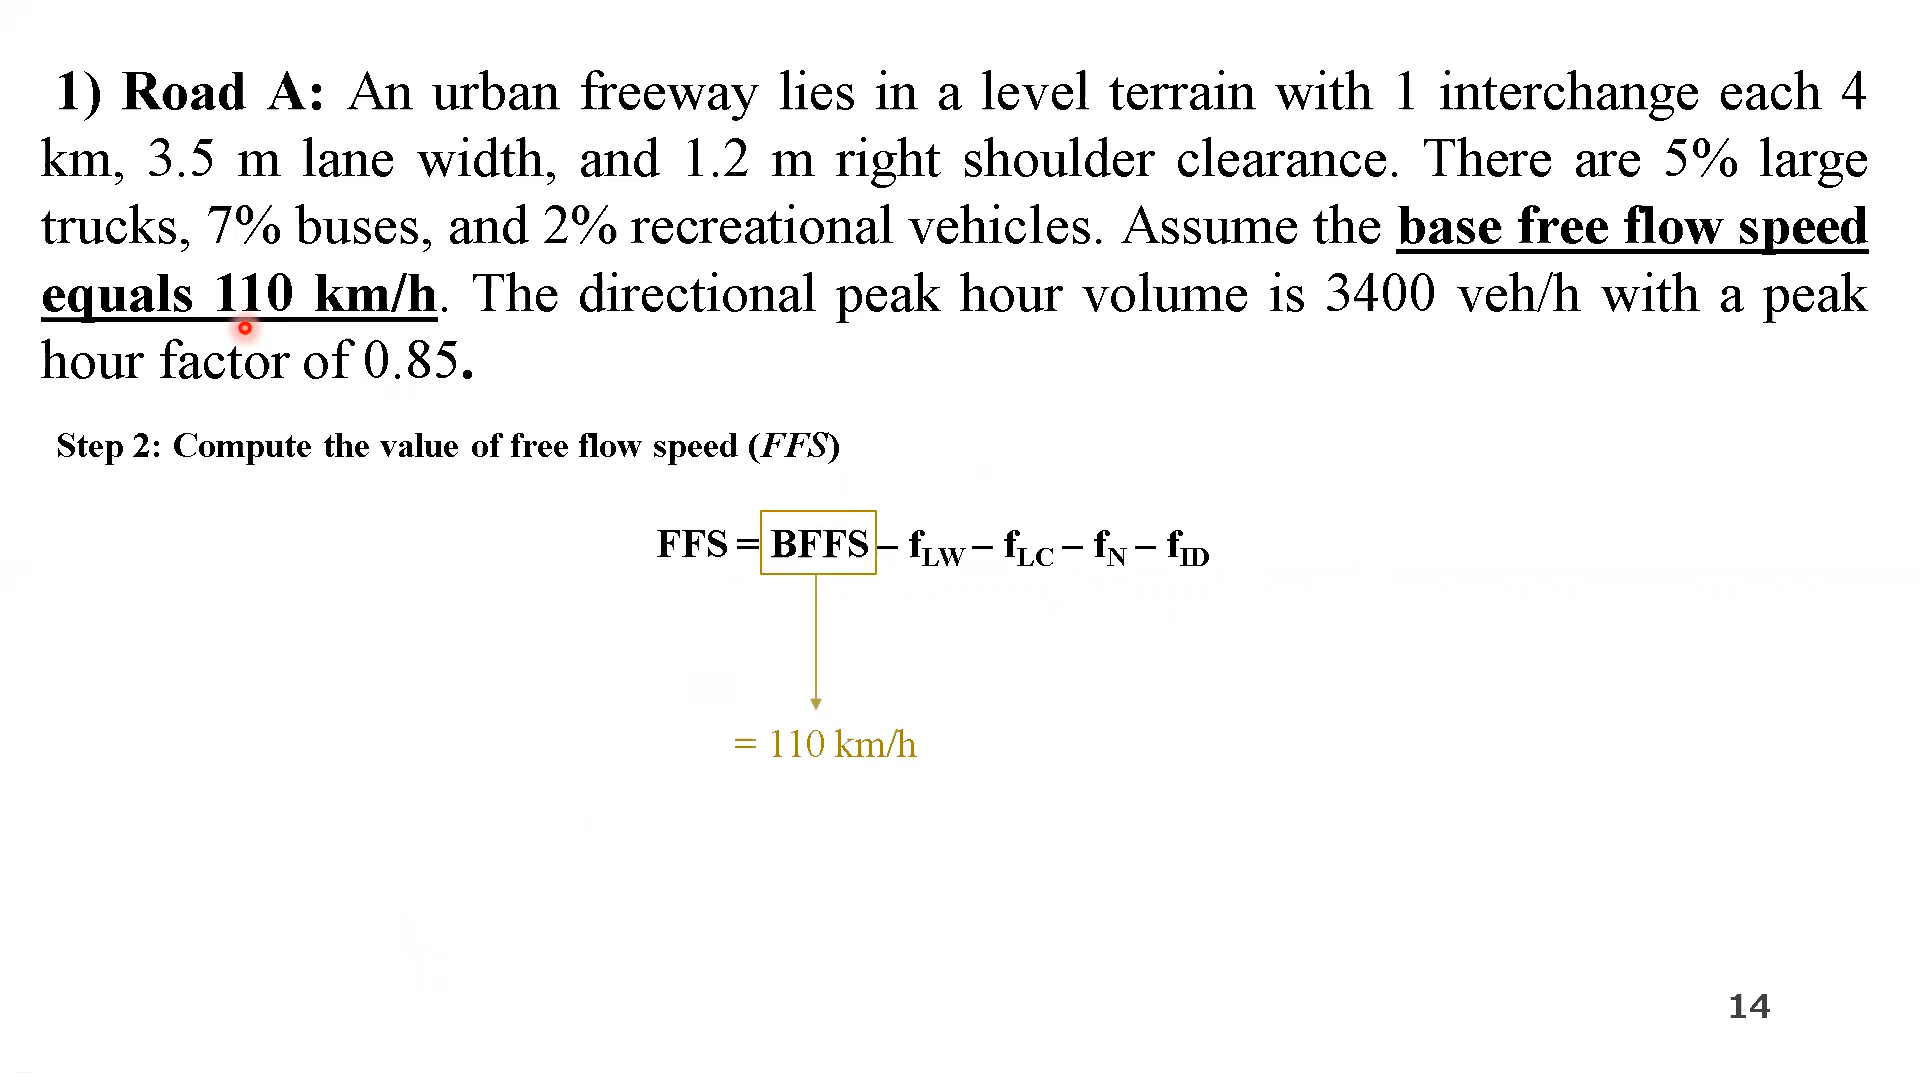 1) Road A: An urban freeway lies in a level terrain with 1 interchange each 4
km, 3.5 m lane width, and 1.2 m right shoulder clearance. There are 5% large
trucks, 7% buses, and 2% recreational vehicles. Assume the base free flow speed
equals 110 km/h. The directional peak hour volume is 3400 veh/h with a peak
hour factor of 0.85.
Step 2: Compute the value of free flow speed (FFS)
FFS = BFFS – fLW – fLC – fN – fID
= 110 km/h
14